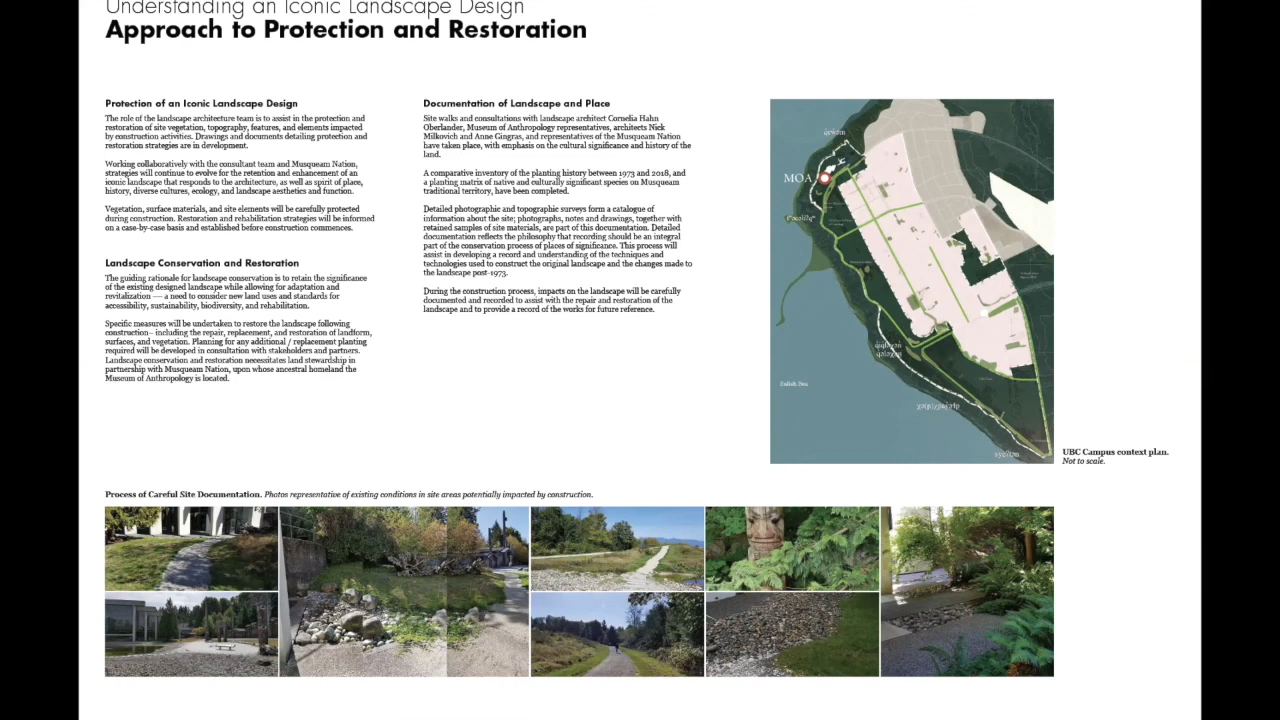 Understanding an Iconic Landscape Design
Approach to Protection and Restoration
Protection of an Iconic Landscape Design
The role of the landscape architecture team is to assist in the protection and
restoration of site vegetation, topography, features, and elements impacted
by construction activities. Drawings and documents detailing protection and
restoration strategies are in development.
Working collaboratively with the consultant team and Musqueam Nation,
strategies will continue to evolve for the retention and enhancement of an
iconic landscape that responds to the architecture, as well as spirit of place,
history, diverse cultures, ecology, and landscape aesthetics and function.
Vegetation, surface materials, and site elements will be carefully protected
during construction. Restoration and rehabilitation strategies will be informed
on a case-by-case basis and established before construction commences.
Landscape Conservation and Restoration
The guiding rationale for landscape conservation is to retain the significance
of the existing designed landscape while allowing for adaptation and
revitalization — a need to consider new land uses and standards for
accessibility, sustainability, biodiversity, and rehabilitation.
Specific measures will be undertaken to restore the landscape following
construction– including the repair, replacement, and restoration of landform,
surfaces, and vegetation. Planning for any additional / replacement planting
required will be developed in consultation with stakeholders and partners.
Landscape conservation and restoration necessitates land stewardship in
partnership with Musqueam Nation, upon whose ancestral homeland the
Museum of Anthropology is located.
Documentation of Landscape and Place
Site walks and consultations with landscape architect Cornelia Hahn
Oberlander, Museum of Anthropology representatives, architects Nick
Milkovich and Anne Gingras, and representatives of the Musqueam Nation
have taken place, with emphasis on the cultural significance and history of the
land.
A comparative inventory of the planting history between 1973 and 2018, and
a planting matrix of native and culturally significant species on Musqueam
traditional territory, have been completed.
Detailed photographic and topographic surveys form a catalogue of
information about the site; photographs, notes and drawings, together with
retained samples of site materials, are part of this documentation. Detailed
documentation reflects the philosophy that recording should be an integral
part of the conservation process of places of significance. This process will
assist in developing a record and understanding of the techniques and
technologies used to construct the original landscape and the changes made to
the landscape post-1973.
During the construction process, impacts on the landscape will be carefully
documented and recorded to assist with the repair and restoration of the
landscape and to provide a record of the works for future reference.
MOA
Salish Sea
UBC Campus context plan.
Not to scale.
Process of Careful Site Documentation. Photos representative of existing conditions in site areas potentially impacted by construction.